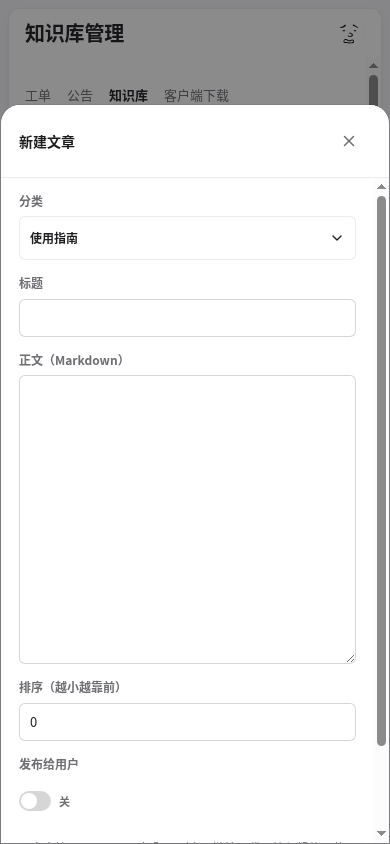 知识库管理
工单 公告 知识库 客户端下载
新建文章
分类
使用指南
标题
正文（Markdown）
排序（越小越靠前）
0
发布给用户
关